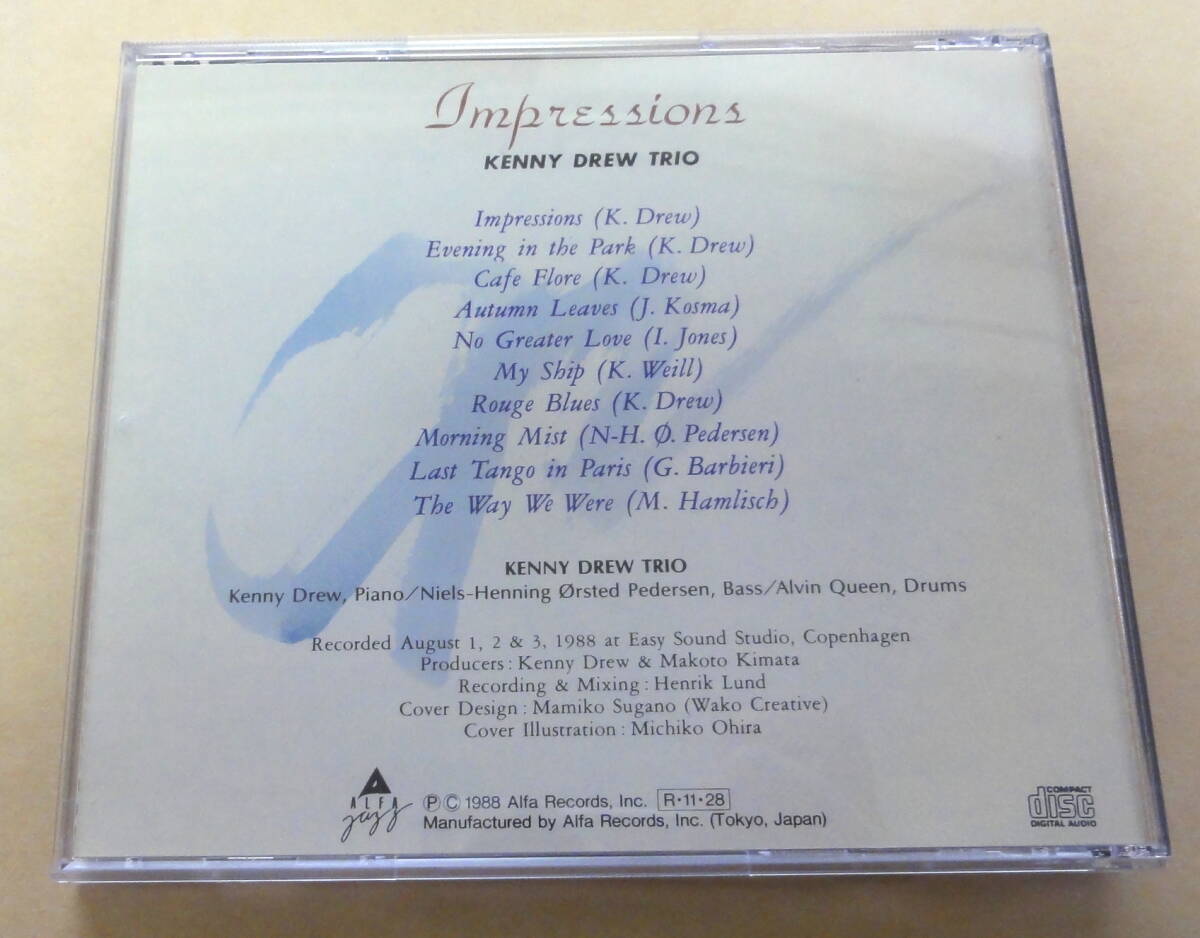 Impressions
KENNY DREW TRIO
Impressions (K. Drew)
Evening in the Park (K. Drew)
Cafe Flore (K. Drew)
Autumn Leaves (J. Kosma)
No Greater Love (I. Jones)
My Ship (K. Weill)
Rouge Blues (K. Drew)
Morning Mist (N-H. Ø. Pedersen)
Last Tango in Paris (G. Barbieri)
The Way We Were (M. Hamlisch)
KENNY DREW TRIO
Kenny Drew, Piano/Niels-Henning Ørsted Pedersen, Bass/Alvin Queen, Drums
Recorded August 1, 2 & 3, 1988 at Easy Sound Studio, Copenhagen
Producers: Kenny Drew & Makoto Kimata
Recording & Mixing: Henrik Lund
Cover Design: Mamiko Sugano (Wako Creative)
Cover Illustration: Michiko Ohira
ALFA
jazz
ⓅⒸ 1988 Alfa Records, Inc. R·11·28
Manufactured by Alfa Records, Inc. (Tokyo, Japan)
COMPACT
disc
DIGITAL AUDIO